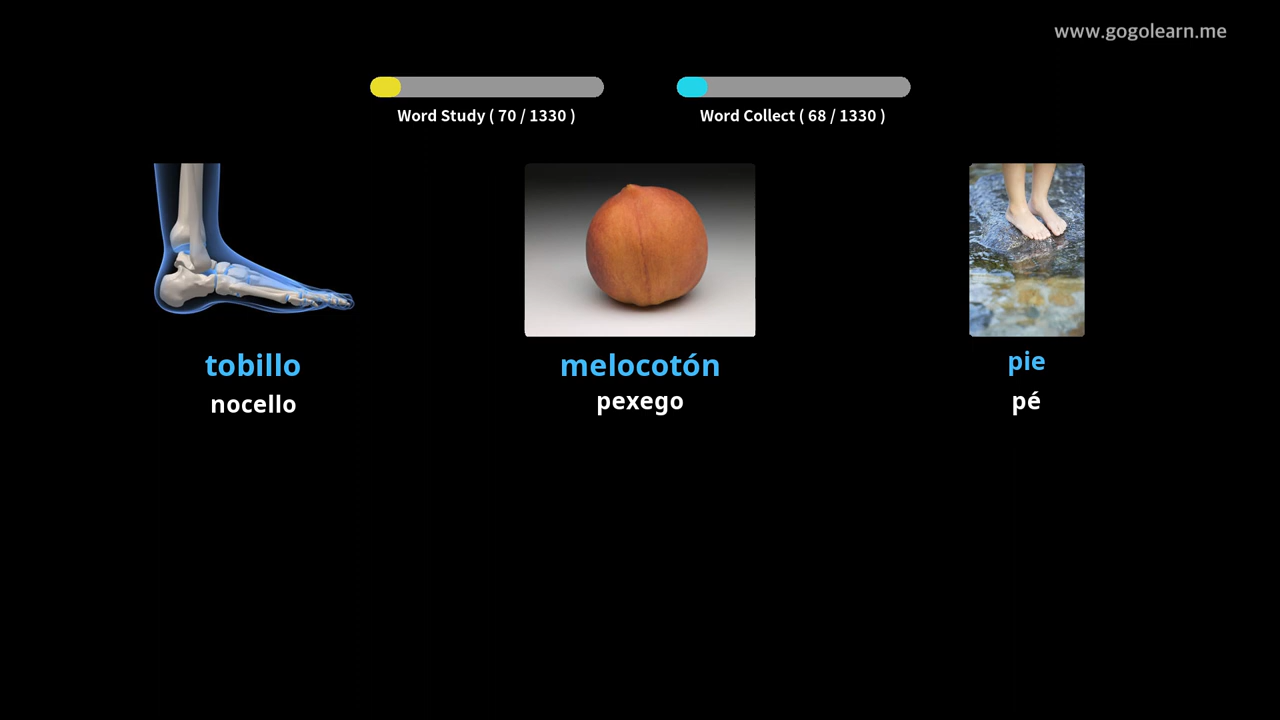 www.gogolearn.me
Word Study ( 70 / 1330 )
Word Collect ( 68 / 1330 )
tobillo
nocello
melocotón
pexego
pie
pé